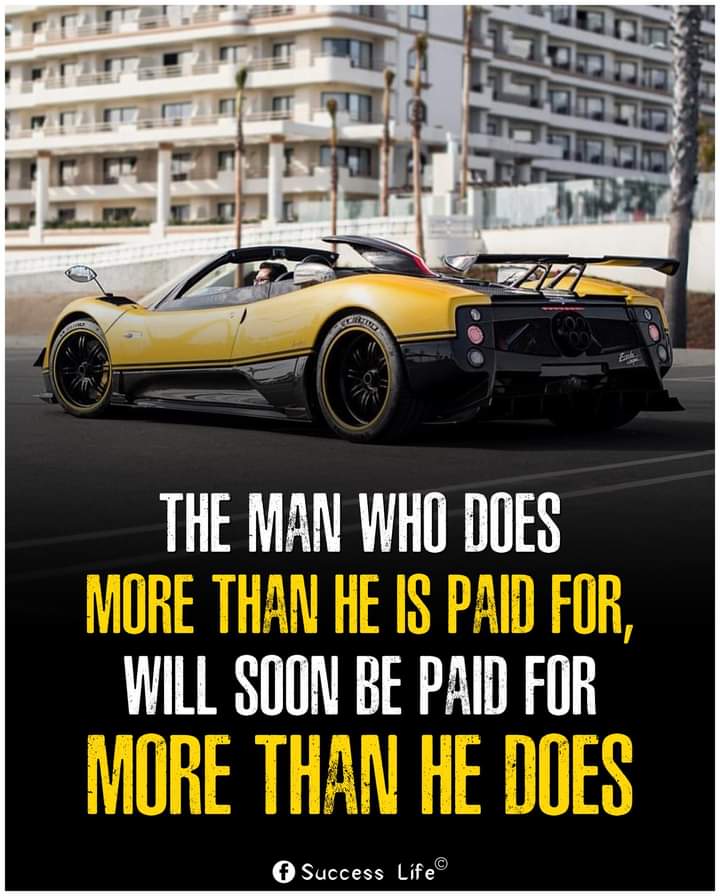 THE MAN WHO DOES
MORE THAN HE IS PAID FOR,
WILL SOON BE PAID FOR
MORE THAN HE DOES
Success Life©